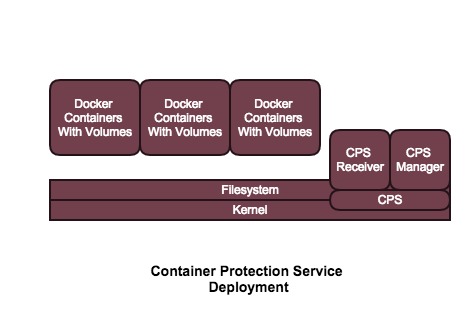 Docker
Containers
With Volumes
Docker
Containers
With Volumes
Docker
Containers
With Volumes
CPS
Receiver
CPS
Manager
Filesystem
CPS
Kernel
Container Protection Service
Deployment